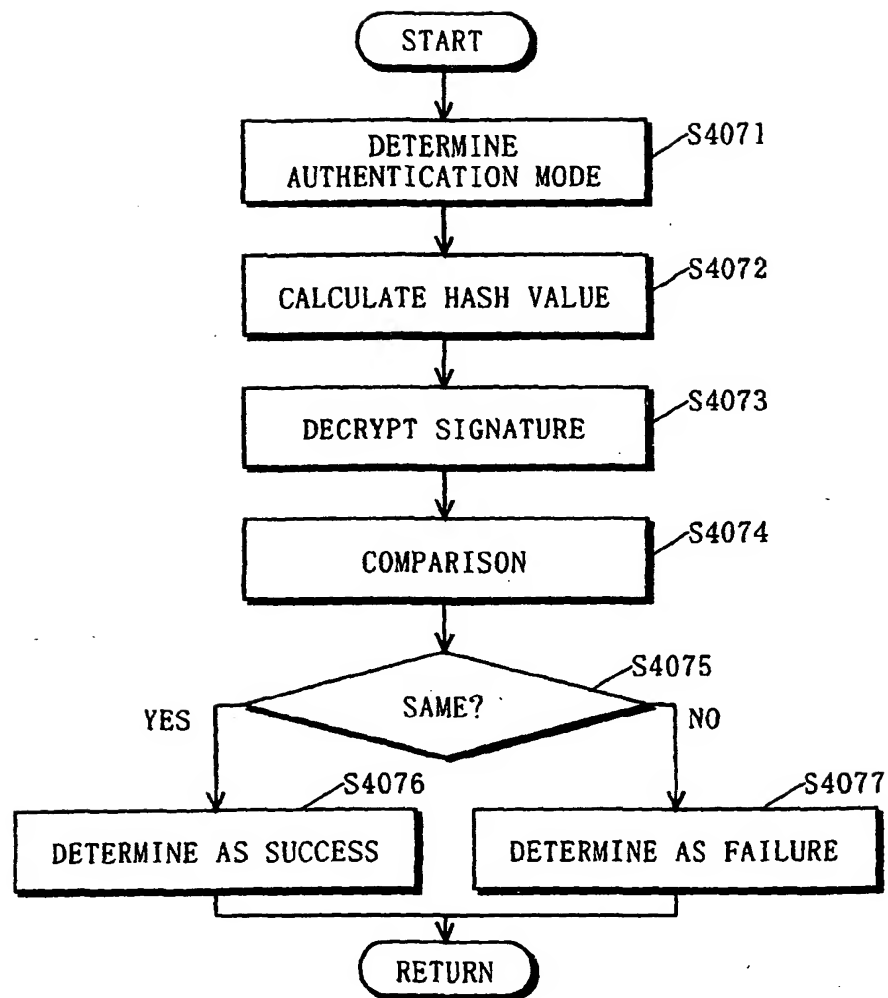 START
DETERMINE
AUTHENTICATION MODE
S4071
CALCULATE HASH VALUE
S4072
DECRYPT SIGNATURE
S4073
COMPARISON
S4074
SAME?
S4075
YES
NO
S4076
S4077
DETERMINE AS SUCCESS
DETERMINE AS FAILURE
RETURN